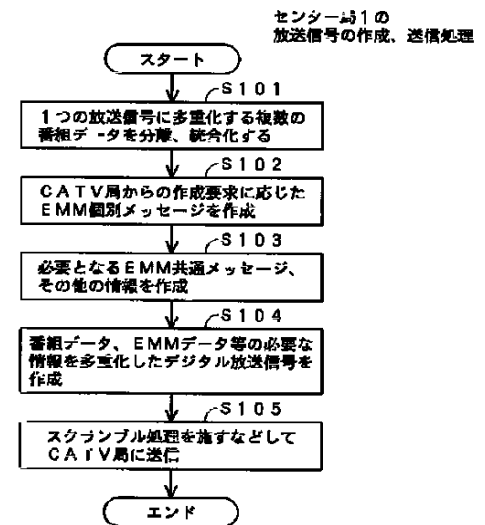 センター局1の
放送信号の作成、送信処理
スタート
S101
1つの放送信号に多重化する複数の
番組データを分離、統合化する
S102
CATV局からの作成要求に応じた
EMM個別メッセージを作成
S103
必要となるEMM共通メッセージ、
その他の情報を作成
S104
番組データ、EMMデータ等の必要な
情報を多重化したデジタル放送信号を
作成
S105
スクランブル処理を施すなどして
CATV局に送信
エンド